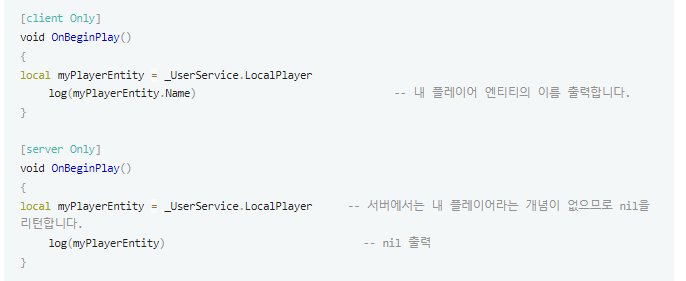 [client Only]
void OnBeginPlay()
{
local myPlayerEntity = _UserService.LocalPlayer
    log(myPlayerEntity.Name)                              -- 내 플레이어 엔티티의 이름 출력합니다.
}

[server Only]
void OnBeginPlay()
{
local myPlayerEntity = _UserService.LocalPlayer     -- 서버에서는 내 플레이어라는 개념이 없으므로 nil을
리턴합니다.
    log(myPlayerEntity)                              -- nil 출력
}